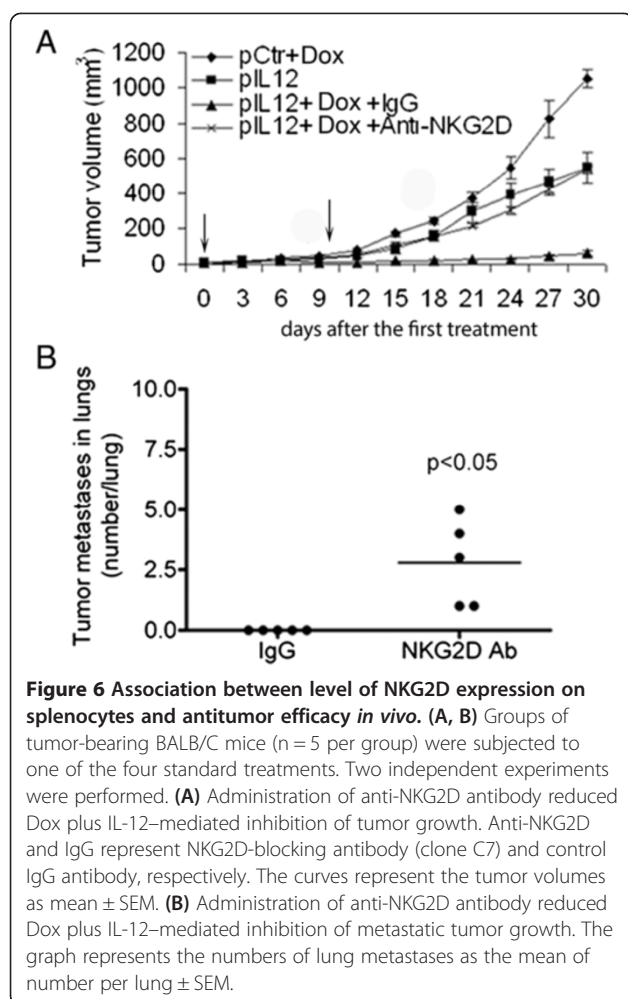 A
Tumor volume (mm³)
1200
1000
800
600
400
200
0
pCtr+Dox
pIL12
pIL12+ Dox +IgG
pIL12+ Dox +Anti-NKG2D
0 3 6 9 12 15 18 21 24 27 30
days after the first treatment
B
Tumor metastases in lungs
(number/lung)
10.0
7.5
5.0
2.5
0.0
p<0.05
IgG NKG2D Ab
Figure 6 Association between level of NKG2D expression on
splenocytes and antitumor efficacy in vivo. (A, B) Groups of
tumor-bearing BALB/C mice (n = 5 per group) were subjected to
one of the four standard treatments. Two independent experiments
were performed. (A) Administration of anti-NKG2D antibody reduced
Dox plus IL-12–mediated inhibition of tumor growth. Anti-NKG2D
and IgG represent NKG2D-blocking antibody (clone C7) and control
IgG antibody, respectively. The curves represent the tumor volumes
as mean ± SEM. (B) Administration of anti-NKG2D antibody reduced
Dox plus IL-12–mediated inhibition of metastatic tumor growth. The
graph represents the numbers of lung metastases as the mean of
number per lung ± SEM.